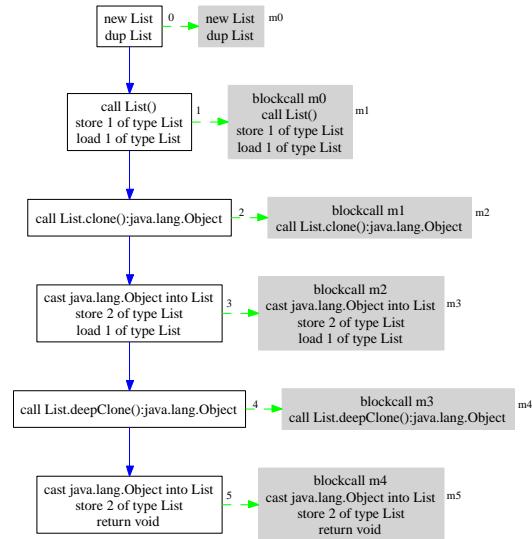 new List
dup List
0
new List
dup List
m0
call List()
store 1 of type List
load 1 of type List
1
blockcall m0
call List()
store 1 of type List
load 1 of type List
m1
call List.clone():java.lang.Object
2
blockcall m1
call List.clone():java.lang.Object
m2
cast java.lang.Object into List
store 2 of type List
load 1 of type List
3
blockcall m2
cast java.lang.Object into List
store 2 of type List
load 1 of type List
m3
call List.deepClone():java.lang.Object
4
blockcall m3
call List.deepClone():java.lang.Object
m4
cast java.lang.Object into List
store 2 of type List
return void
5
blockcall m4
cast java.lang.Object into List
store 2 of type List
return void
m5